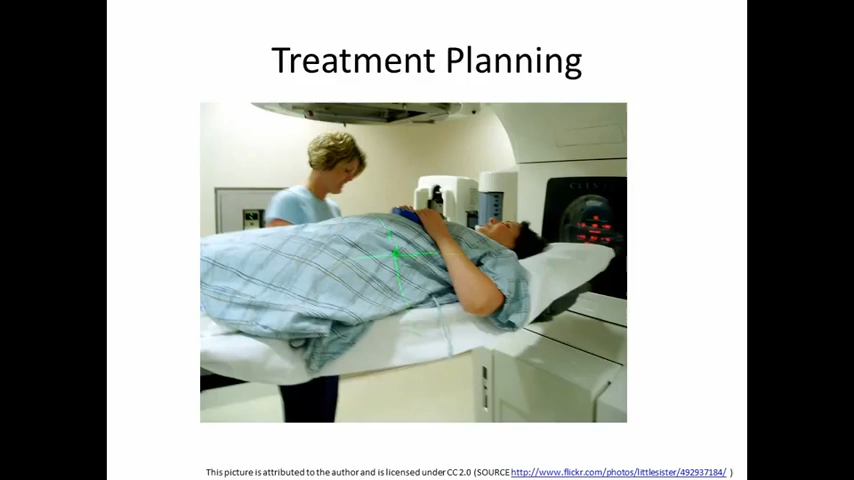 Treatment Planning
This picture is attributed to the author and is licensed under CC 2.0 (SOURCE http://www.flickr.com/photos/littlesister/492937184/ )